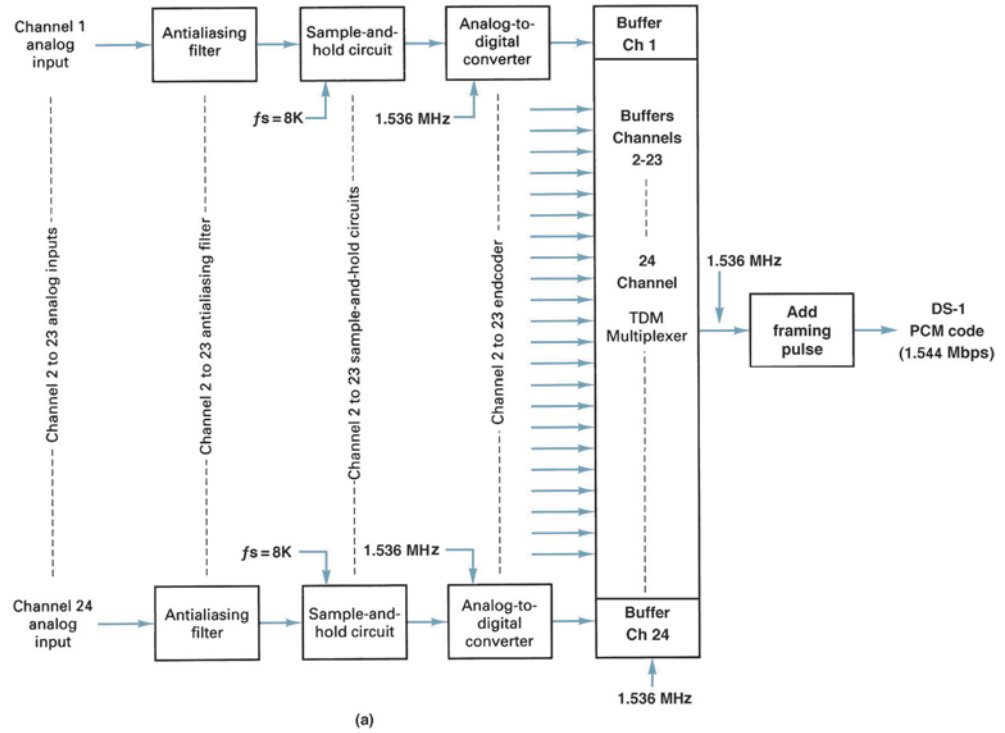 Channel 1
analog
input
Antialiasing
filter
Sample-and-
hold circuit
Analog-to-
digital
converter
Buffer
Ch 1
fs = 8K
1.536 MHz
Channel 2 to 23 analog inputs
Channel 2 to 23 antialiasing filter
Channel 2 to 23 sample-and-hold circuits
Channel 2 to 23 endcoder
Buffers
Channels
2-23
24
Channel
TDM
Multiplexer
1.536 MHz
Add
framing
pulse
DS-1
PCM code
(1.544 Mbps)
fs = 8K
1.536 MHz
Channel 24
analog
input
Antialiasing
filter
Sample-and-
hold circuit
Analog-to-
digital
converter
Buffer
Ch 24
1.536 MHz
(a)